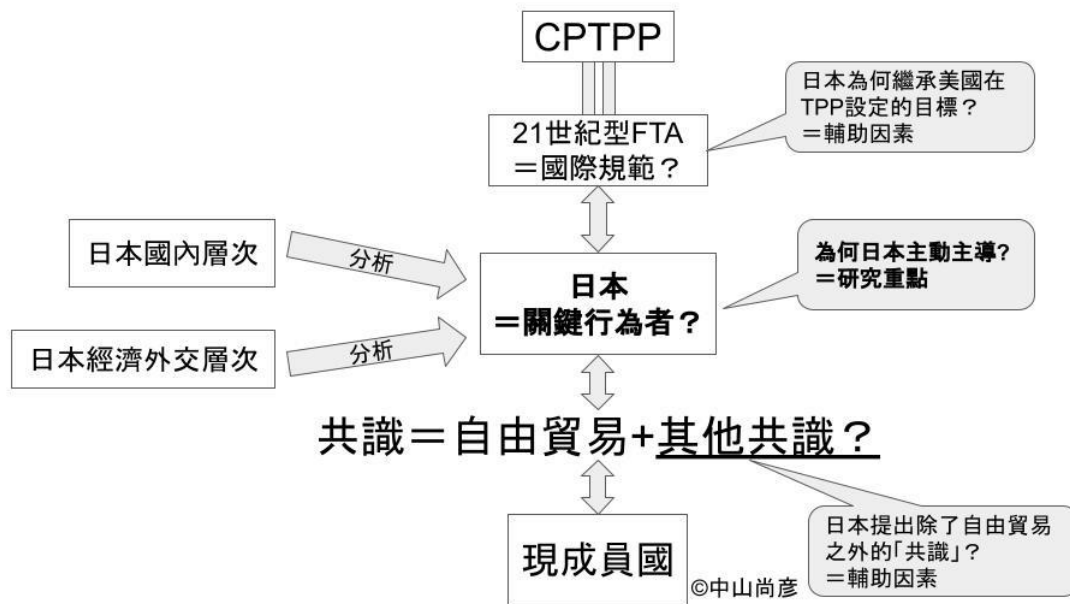 CPTPP
21世紀型FTA
＝國際規範？
日本為何繼承美國在
TPP設定的目標？
＝輔助因素
日本國內層次
分析
日本
＝關鍵行為者？
為何日本主動主導?
＝研究重點
日本經濟外交層次
分析
共識＝自由貿易+其他共識？
現成員國
日本提出除了自由貿易
之外的「共識」？
＝輔助因素
©中山尚彦